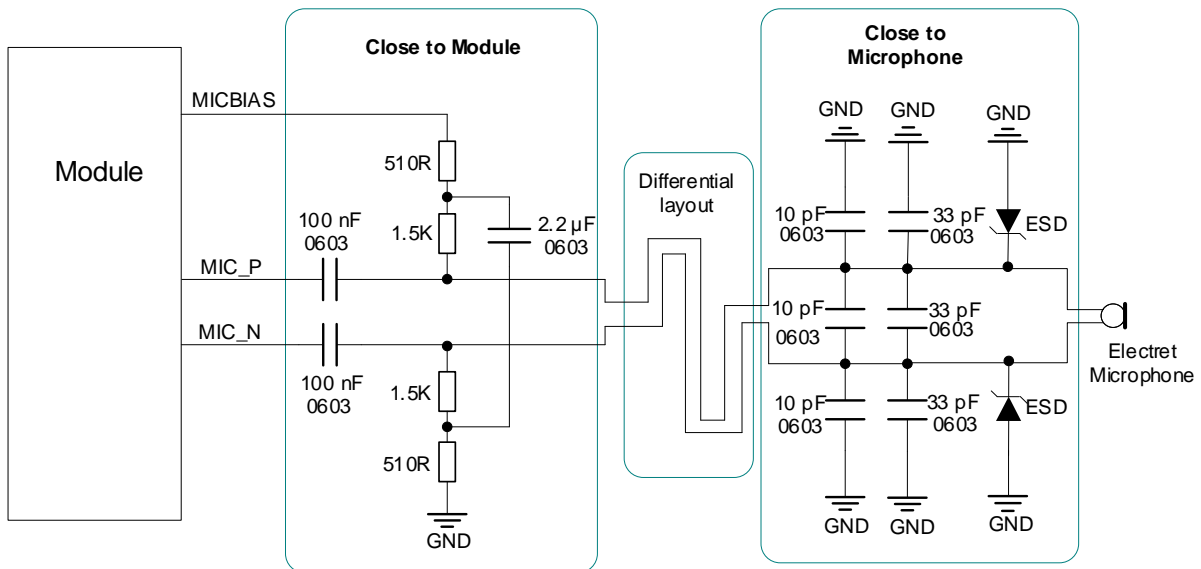 Close to Module
Close to
Microphone
Module
MICBIAS
MIC_P
MIC_N
510R
1.5K
2.2 µF
0603
100 nF
0603
100 nF
0603
1.5K
510R
GND
Differential
layout
GND
GND
GND
10 pF
0603
33 pF
0603
ESD
10 pF
0603
33 pF
0603
10 pF
0603
33 pF
0603
ESD
GND
GND
GND
Electret
Microphone